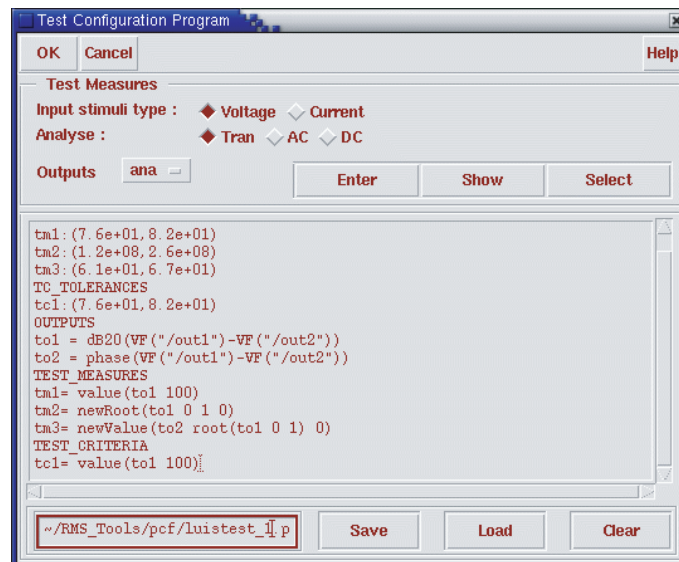 Test Configuration Program
OK Cancel Help
Test Measures
Input stimuli type : Voltage Current
Analyse : Tran AC DC
Outputs ana Enter Show Select
tm1:(7.6e+01,8.2e+01)
tm2:(1.2e+08,2.6e+08)
tm3:(6.1e+01,6.7e+01)
TC_TOLERANCES
tc1:(7.6e+01,8.2e+01)
OUTPUTS
to1 = dB20(VF("/out1")-VF("/out2"))
to2 = phase(VF("/out1")-VF("/out2"))
TEST_MEASURES
tm1= value(to1 100)
tm2= newRoot(to1 0 1 0)
tm3= newValue(to2 root(to1 0 1) 0)
TEST_CRITERIA
tc1= value(to1 100)
~/RMS_Tools/pcf/luistest_1.p Save Load Clear